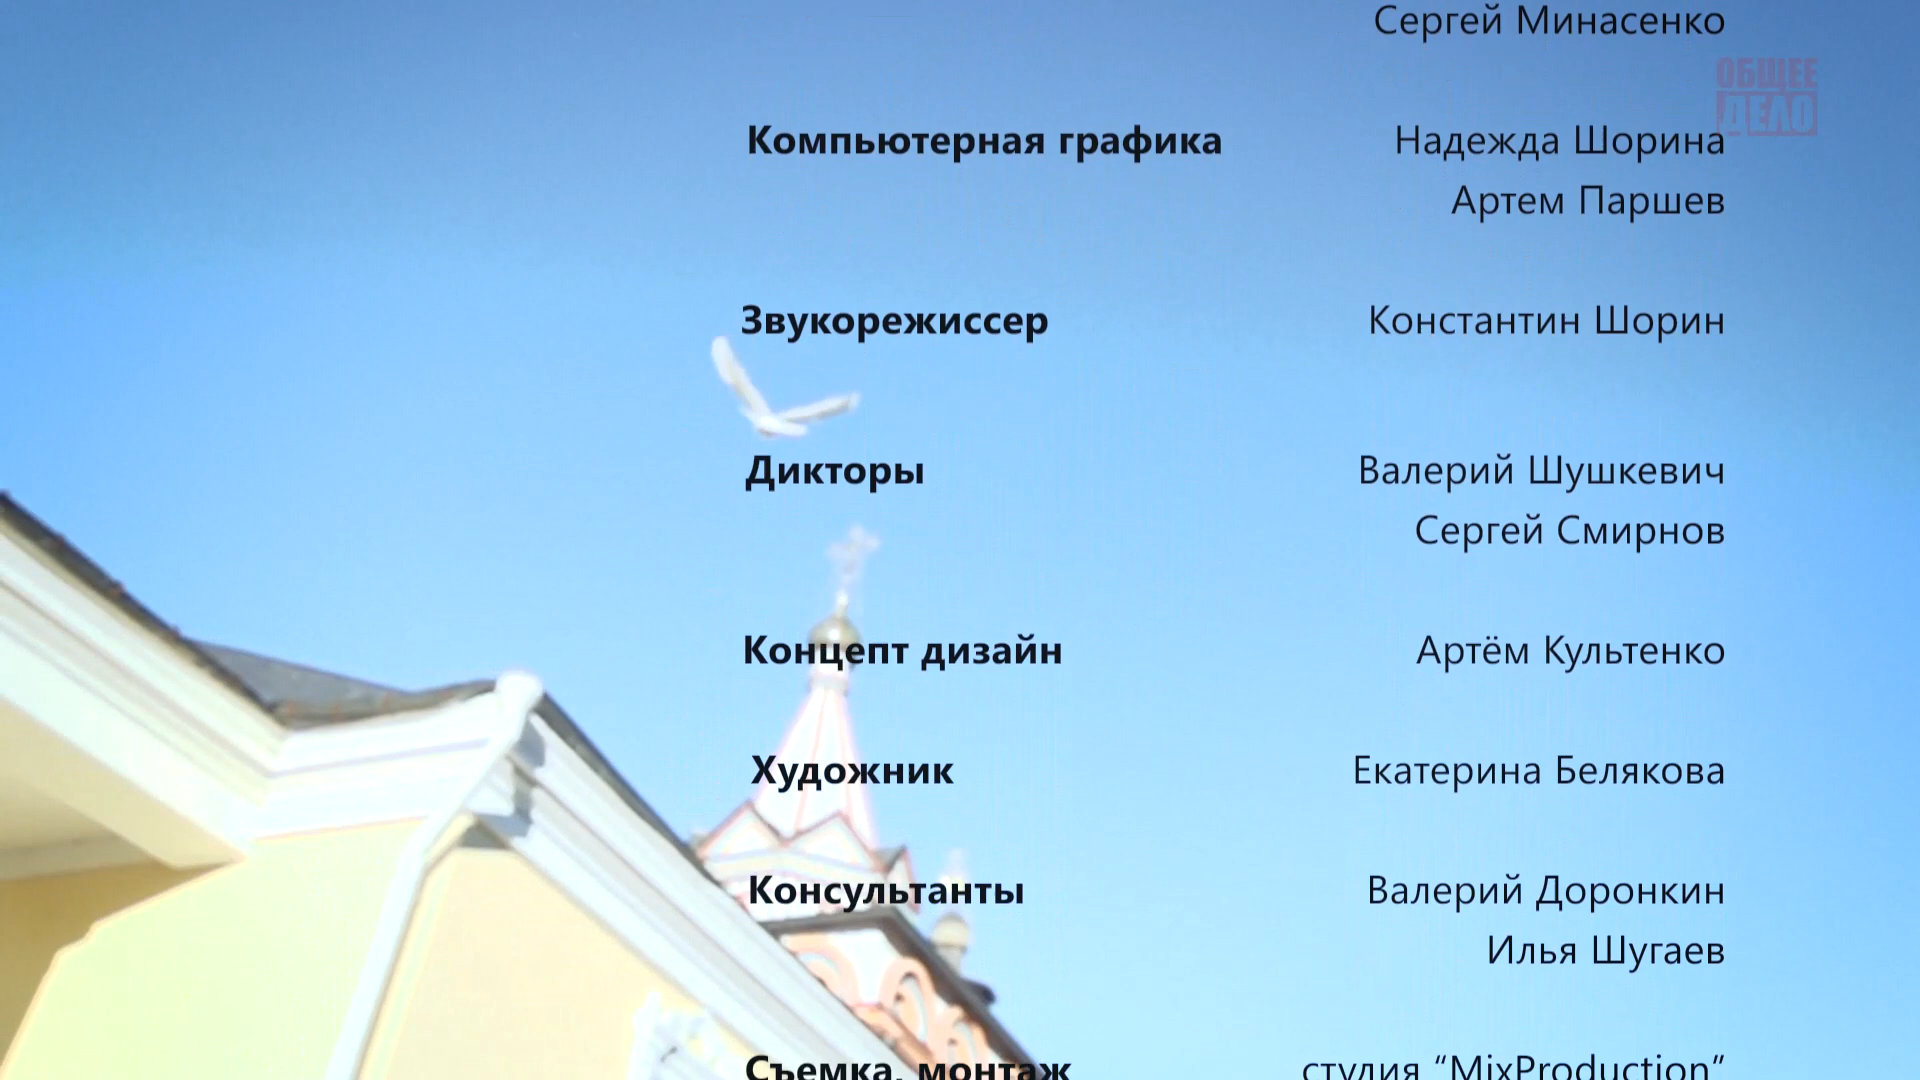 Сергей Минасенко
ОБЩЕЕ
ДЕЛО
Компьютерная графика Надежда Шорина
Артем Паршев
Звукорежиссер Константин Шорин
Дикторы Валерий Шушкевич
Сергей Смирнов
Концепт дизайн Артём Культенко
Художник Екатерина Белякова
Консультанты Валерий Доронкин
Илья Шугаев
Съемка, монтаж студия “MixProduction”